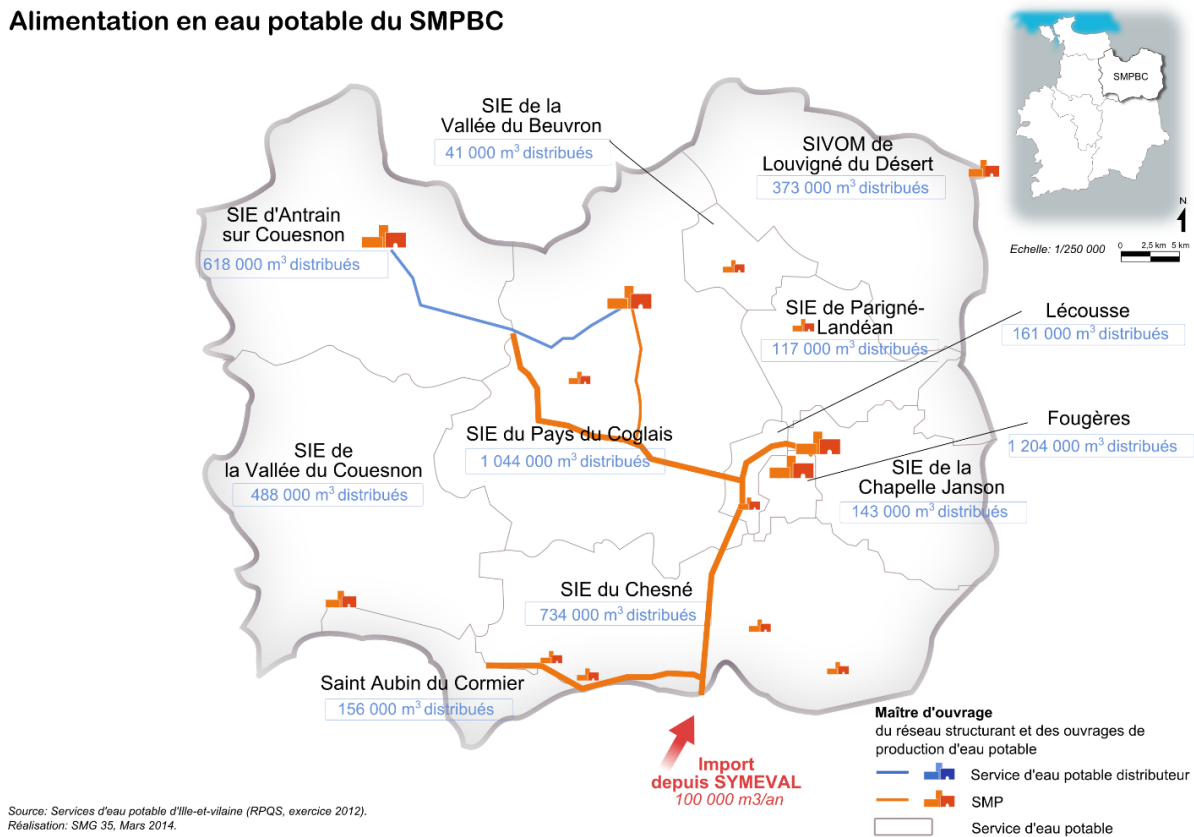 Alimentation en eau potable du SMPBC
SMPBC
SIE de la
Vallée du Beuvron
41 000 m³ distribués
SIVOM de
Louvigné du Désert
373 000 m³ distribués
N
Echelle: 1/250 000
0 2,5 km 5 km
SIE d'Antrain
sur Couesnon
618 000 m³ distribués
SIE de Parigné-
Landéan
117 000 m³ distribués
Lécousse
161 000 m³ distribués
SIE du Pays du Coglais
1 044 000 m³ distribués
Fougères
1 204 000 m³ distribués
SIE de
la Vallée du Couesnon
488 000 m³ distribués
SIE de la
Chapelle Janson
143 000 m³ distribués
SIE du Chesné
734 000 m³ distribués
Saint Aubin du Cormier
156 000 m³ distribués
Import
depuis SYMEVAL
100 000 m3/an
Maître d'ouvrage
du réseau structurant et des ouvrages de
production d'eau potable
Service d'eau potable distributeur
SMP
Service d'eau potable
Source: Services d'eau potable d'Ille-et-vilaine (RPQS, exercice 2012).
Réalisation: SMG 35, Mars 2014.